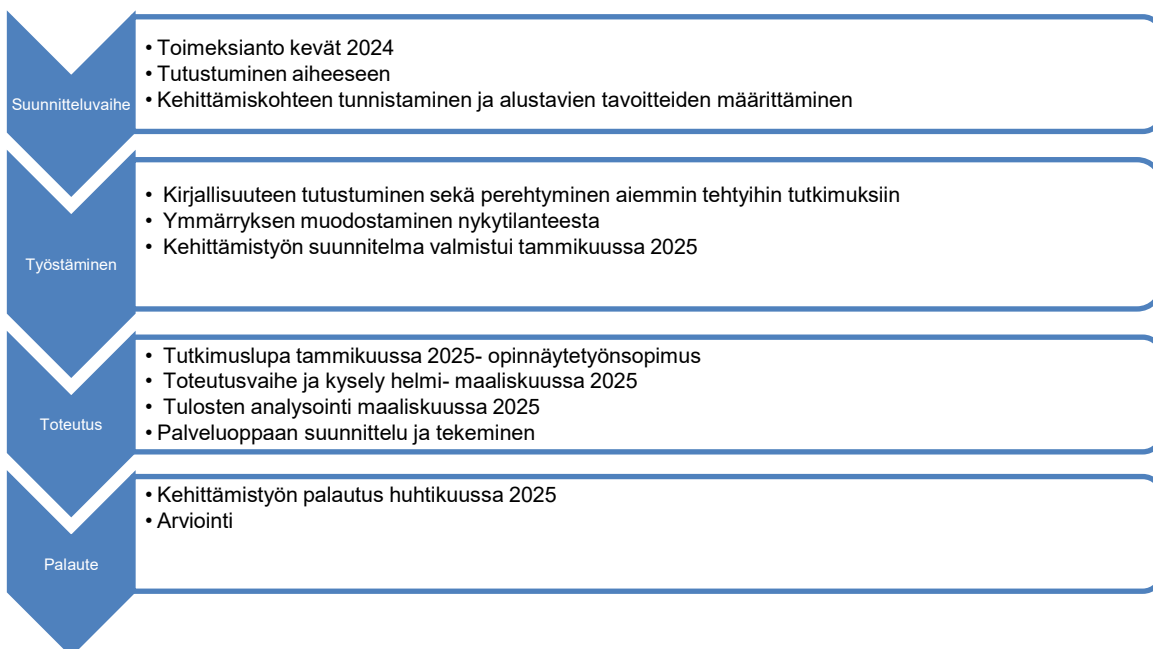 Suunnitteluvaihe
• Toimeksianto kevät 2024
• Tutustuminen aiheeseen
• Kehittämiskohteen tunnistaminen ja alustavien tavoitteiden määrittäminen
Työstäminen
• Kirjallisuuteen tutustuminen sekä perehtyminen aiemmin tehtyihin tutkimuksiin
• Ymmärryksen muodostaminen nykytilanteesta
• Kehittämistyön suunnitelma valmistui tammikuussa 2025
Toteutus
• Tutkimuslupa tammikuussa 2025- opinnäytetyönsopimus
• Toteutusvaihe ja kysely helmi- maaliskuussa 2025
• Tulosten analysointi maaliskuussa 2025
• Palveluoppaan suunnittelu ja tekeminen
Palaute
• Kehittämistyön palautus huhtikuussa 2025
• Arviointi